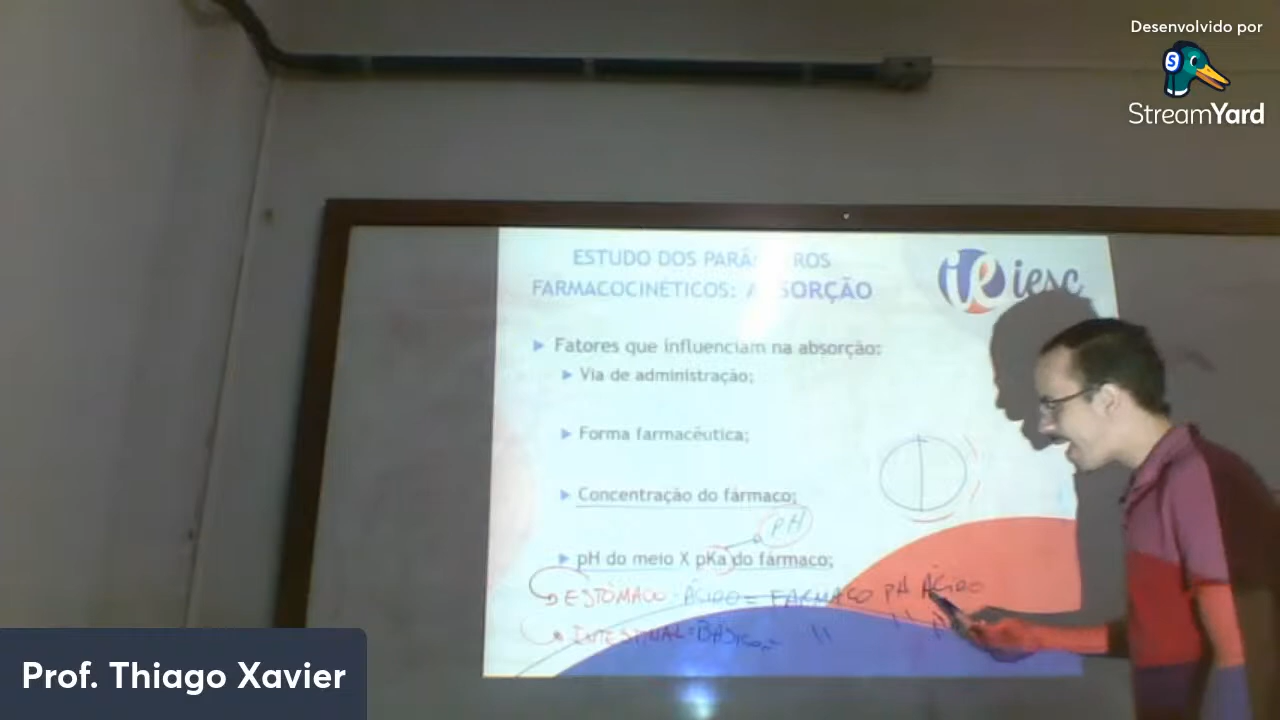 Desenvolvido por
StreamYard
ESTUDO DOS PARÂ ROS
FARMACOCINÉTICOS: A SORÇÃO
iesc
▶ Fatores que influenciam na absorção:
▶ Via de administração;
▶ Forma farmacêutica;
▶ Concentração do fármaco;
PH
▶ pH do meio X pKa do fármaco;
ESTÔMAGO - ÁCIDO = FÁRMACO PH ÁCIDO
INTESTINAL = BÁSICO = " "
Prof. Thiago Xavier